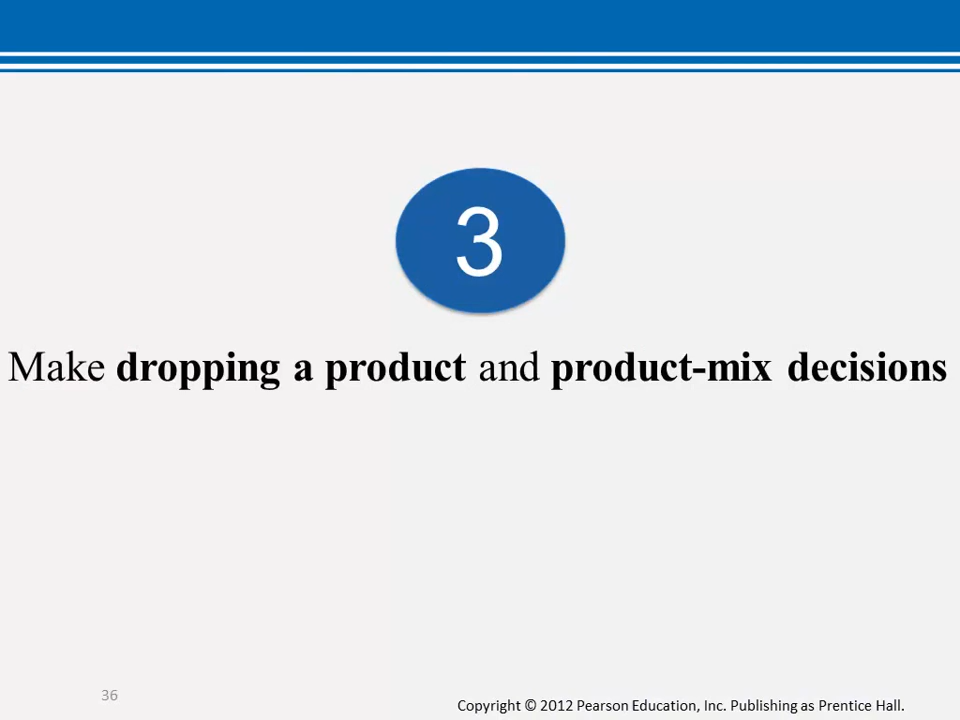 3
Make dropping a product and product-mix decisions
36
Copyright © 2012 Pearson Education, Inc. Publishing as Prentice Hall.